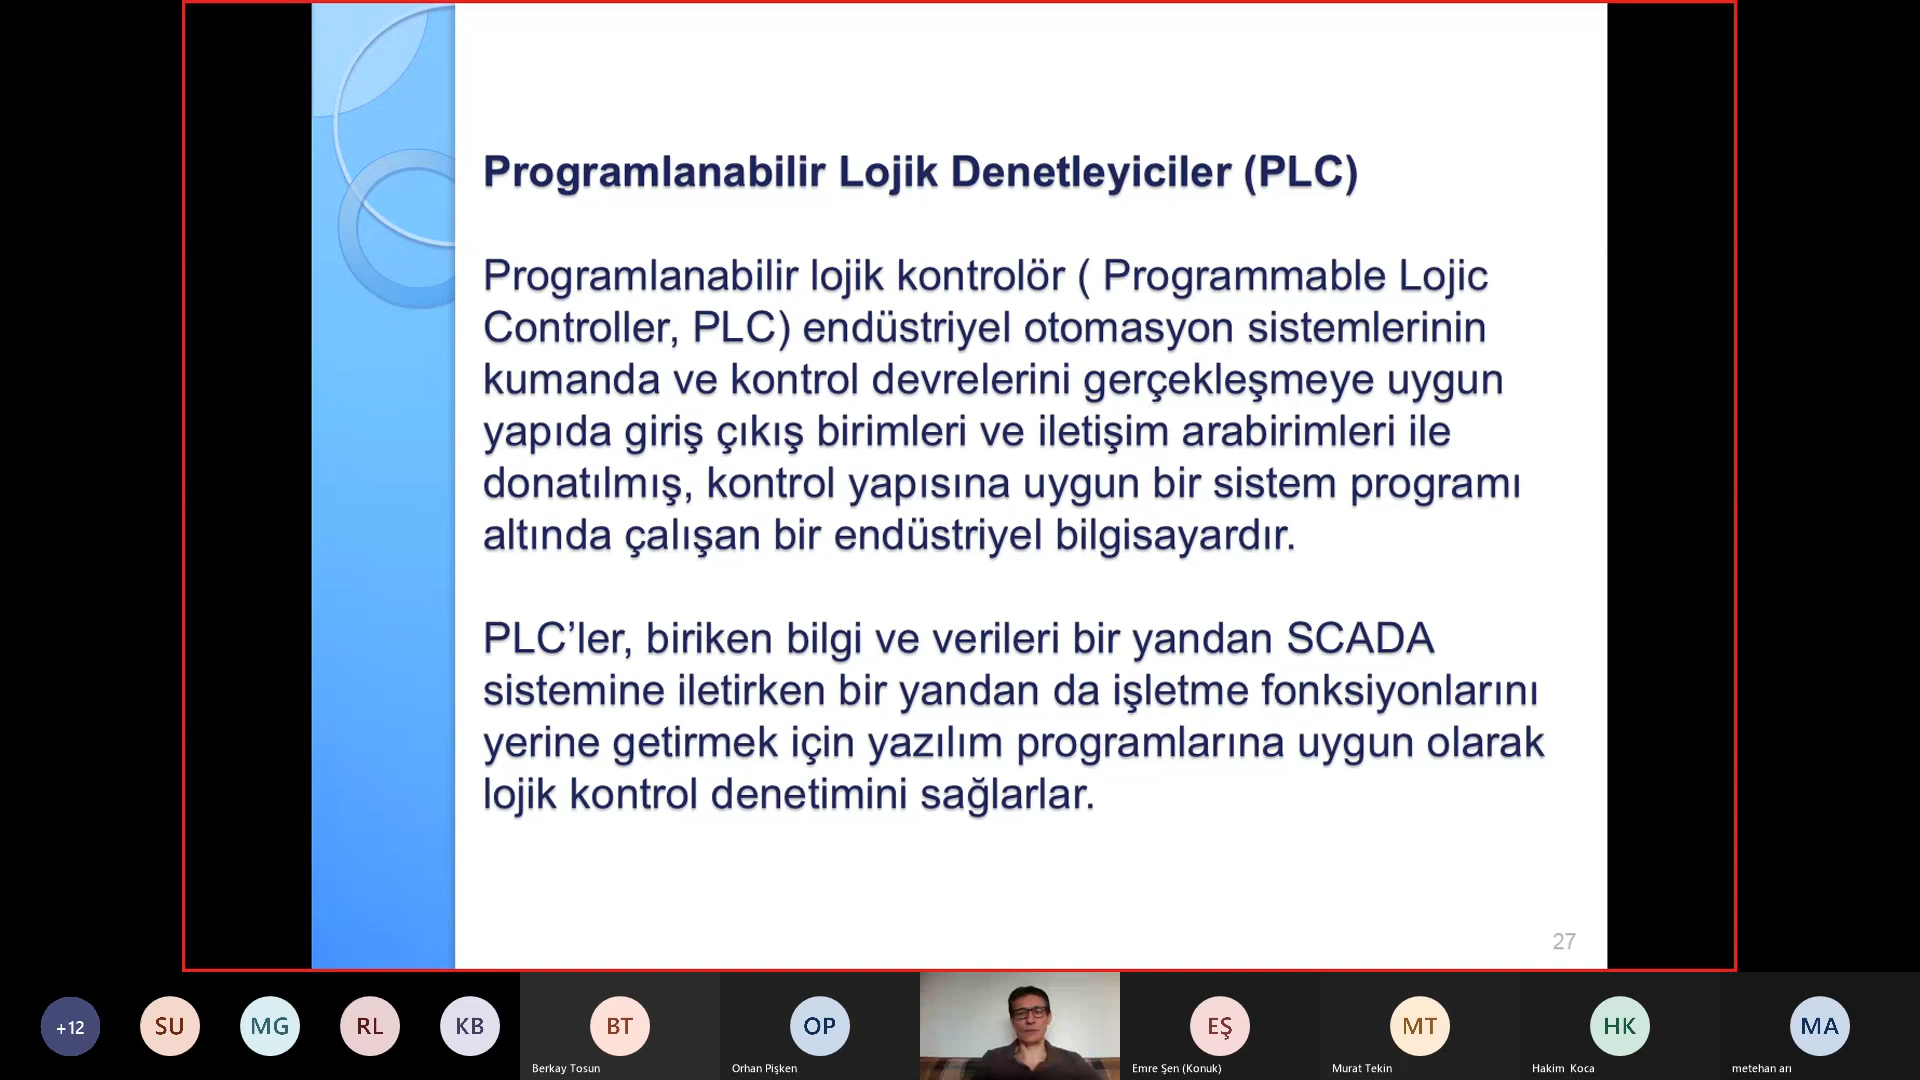 Programlanabilir Lojik Denetleyiciler (PLC)
Programlanabilir lojik kontrolör ( Programmable Lojic
Controller, PLC) endüstriyel otomasyon sistemlerinin
kumanda ve kontrol devrelerini gerçekleşmeye uygun
yapıda giriş çıkış birimleri ve iletişim arabirimleri ile
donatılmış, kontrol yapısına uygun bir sistem programı
altında çalışan bir endüstriyel bilgisayardır.
PLC’ler, biriken bilgi ve verileri bir yandan SCADA
sistemine iletirken bir yandan da işletme fonksiyonlarını
yerine getirmek için yazılım programlarına uygun olarak
lojik kontrol denetimini sağlarlar.
27
+12
SU
MG
RL
KB
BT
Berkay Tosun
OP
Orhan Pişken
EŞ
Emre Şen (Konuk)
MT
Murat Tekin
HK
Hakim Koca
MA
metehan arı